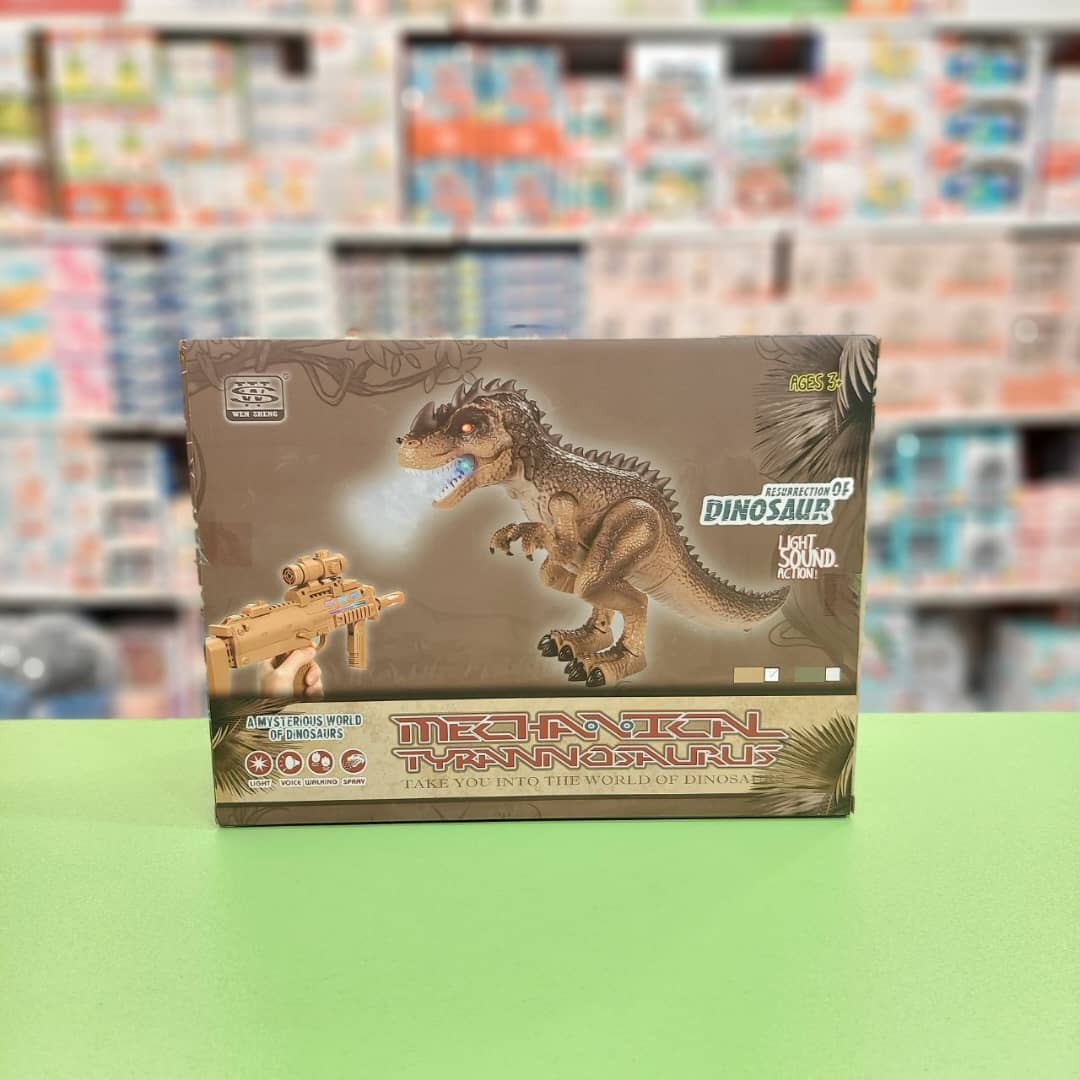 WEN SHENG
AGES 3+
RESURRECTION OF
DINOSAUR
LIGHT
SOUND
ACTION!
A MYSTERIOUS WORLD
OF DINOSAURS
LIGHT VOICE WALKING SPRAY
MECHANICAL
TYRANNOSAURUS
TAKE YOU INTO THE WORLD OF